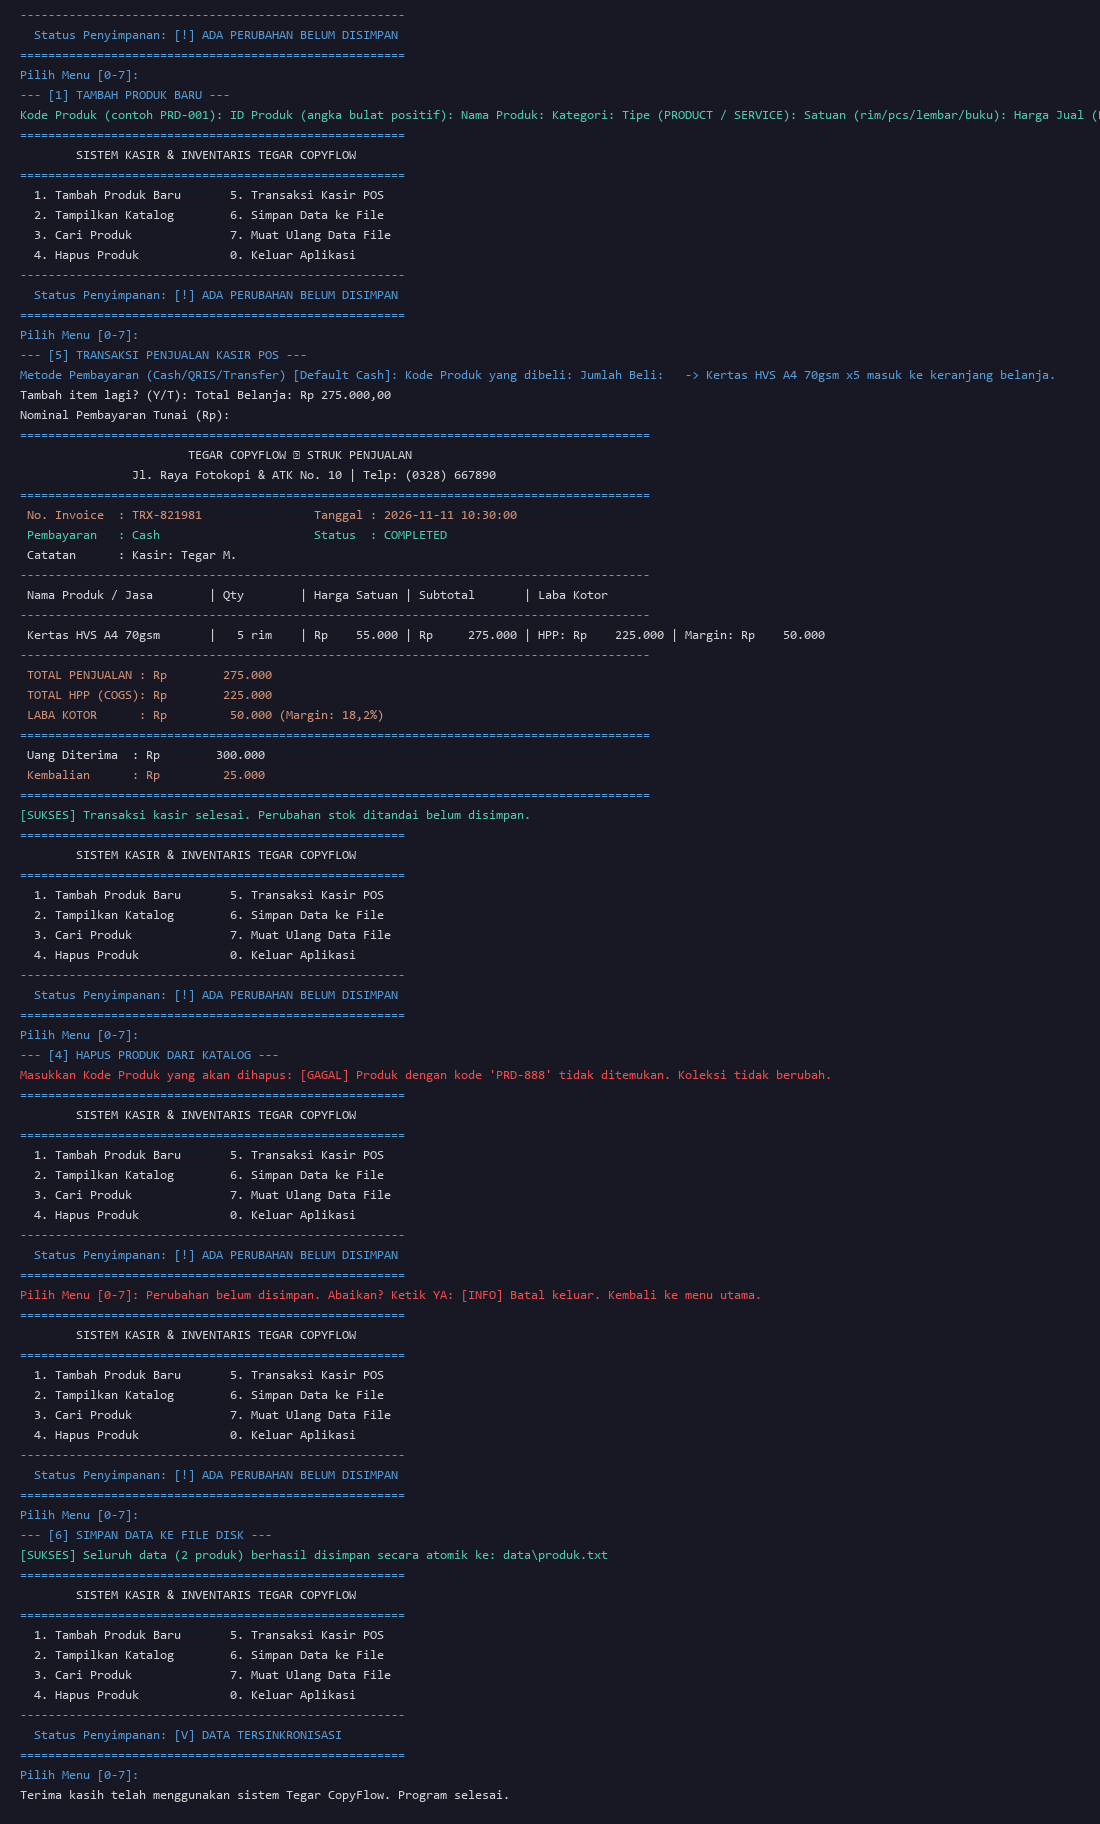 -------------------------------------------------------
  Status Penyimpanan: [!] ADA PERUBAHAN BELUM DISIMPAN
=======================================================
Pilih Menu [0-7]:
--- [1] TAMBAH PRODUK BARU ---
Kode Produk (contoh PRD-001): ID Produk (angka bulat positif): Nama Produk: Kategori: Tipe (PRODUCT / SERVICE): Satuan (rim/pcs/lembar/buku): Harga Jual (
=======================================================
        SISTEM KASIR & INVENTARIS TEGAR COPYFLOW
=======================================================
  1. Tambah Produk Baru       5. Transaksi Kasir POS
  2. Tampilkan Katalog        6. Simpan Data ke File
  3. Cari Produk              7. Muat Ulang Data File
  4. Hapus Produk             0. Keluar Aplikasi
-------------------------------------------------------
  Status Penyimpanan: [!] ADA PERUBAHAN BELUM DISIMPAN
=======================================================
Pilih Menu [0-7]:
--- [5] TRANSAKSI PENJUALAN KASIR POS ---
Metode Pembayaran (Cash/QRIS/Transfer) [Default Cash]: Kode Produk yang dibeli: Jumlah Beli:   -> Kertas HVS A4 70gsm x5 masuk ke keranjang belanja.
Tambah item lagi? (Y/T): Total Belanja: Rp 275.000,00
Nominal Pembayaran Tunai (Rp):
==========================================================================================
                        TEGAR COPYFLOW STRUK PENJUALAN
                Jl. Raya Fotokopi & ATK No. 10 | Telp: (0328) 667890
==========================================================================================
 No. Invoice  : TRX-821981                Tanggal : 2026-11-11 10:30:00
 Pembayaran   : Cash                      Status  : COMPLETED
 Catatan      : Kasir: Tegar M.
------------------------------------------------------------------------------------------
 Nama Produk / Jasa        | Qty        | Harga Satuan | Subtotal       | Laba Kotor
------------------------------------------------------------------------------------------
 Kertas HVS A4 70gsm       |   5 rim    | Rp    55.000 | Rp     275.000 | HPP: Rp    225.000 | Margin: Rp    50.000
------------------------------------------------------------------------------------------
 TOTAL PENJUALAN : Rp        275.000
 TOTAL HPP (COGS): Rp        225.000
 LABA KOTOR      : Rp         50.000 (Margin: 18,2%)
==========================================================================================
 Uang Diterima  : Rp        300.000
 Kembalian      : Rp         25.000
==========================================================================================
[SUKSES] Transaksi kasir selesai. Perubahan stok ditandai belum disimpan.
=======================================================
        SISTEM KASIR & INVENTARIS TEGAR COPYFLOW
=======================================================
  1. Tambah Produk Baru       5. Transaksi Kasir POS
  2. Tampilkan Katalog        6. Simpan Data ke File
  3. Cari Produk              7. Muat Ulang Data File
  4. Hapus Produk             0. Keluar Aplikasi
-------------------------------------------------------
  Status Penyimpanan: [!] ADA PERUBAHAN BELUM DISIMPAN
=======================================================
Pilih Menu [0-7]:
--- [4] HAPUS PRODUK DARI KATALOG ---
Masukkan Kode Produk yang akan dihapus: [GAGAL] Produk dengan kode 'PRD-888' tidak ditemukan. Koleksi tidak berubah.
=======================================================
        SISTEM KASIR & INVENTARIS TEGAR COPYFLOW
=======================================================
  1. Tambah Produk Baru       5. Transaksi Kasir POS
  2. Tampilkan Katalog        6. Simpan Data ke File
  3. Cari Produk              7. Muat Ulang Data File
  4. Hapus Produk             0. Keluar Aplikasi
-------------------------------------------------------
  Status Penyimpanan: [!] ADA PERUBAHAN BELUM DISIMPAN
=======================================================
Pilih Menu [0-7]: Perubahan belum disimpan. Abaikan? Ketik YA: [INFO] Batal keluar. Kembali ke menu utama.
=======================================================
        SISTEM KASIR & INVENTARIS TEGAR COPYFLOW
=======================================================
  1. Tambah Produk Baru       5. Transaksi Kasir POS
  2. Tampilkan Katalog        6. Simpan Data ke File
  3. Cari Produk              7. Muat Ulang Data File
  4. Hapus Produk             0. Keluar Aplikasi
-------------------------------------------------------
  Status Penyimpanan: [!] ADA PERUBAHAN BELUM DISIMPAN
=======================================================
Pilih Menu [0-7]:
--- [6] SIMPAN DATA KE FILE DISK ---
[SUKSES] Seluruh data (2 produk) berhasil disimpan secara atomik ke: data\produk.txt
=======================================================
        SISTEM KASIR & INVENTARIS TEGAR COPYFLOW
=======================================================
  1. Tambah Produk Baru       5. Transaksi Kasir POS
  2. Tampilkan Katalog        6. Simpan Data ke File
  3. Cari Produk              7. Muat Ulang Data File
  4. Hapus Produk             0. Keluar Aplikasi
-------------------------------------------------------
  Status Penyimpanan: [V] DATA TERSINKRONISASI
=======================================================
Pilih Menu [0-7]:
Terima kasih telah menggunakan sistem Tegar CopyFlow. Program selesai.